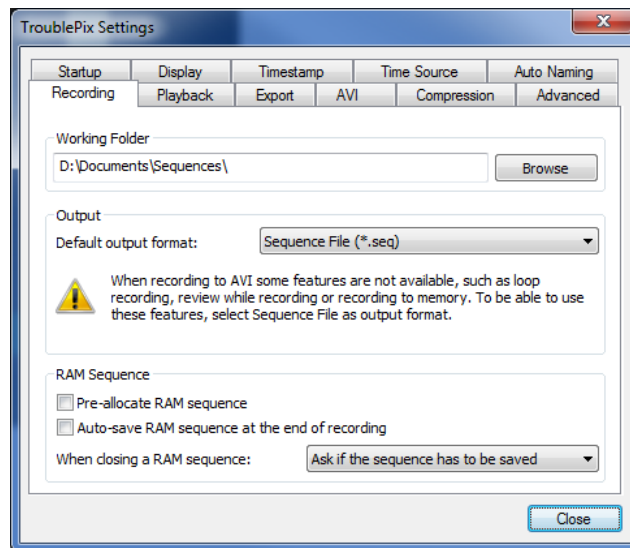 TroublePix Settings
Startup Display Timestamp Time Source Auto Naming
Recording Playback Export AVI Compression Advanced
Working Folder
D:\Documents\Sequences\ Browse
Output
Default output format: Sequence File (*.seq)
When recording to AVI some features are not available, such as loop
recording, review while recording or recording to memory. To be able to use
these features, select Sequence File as output format.
RAM Sequence
Pre-allocate RAM sequence
Auto-save RAM sequence at the end of recording
When closing a RAM sequence: Ask if the sequence has to be saved
Close